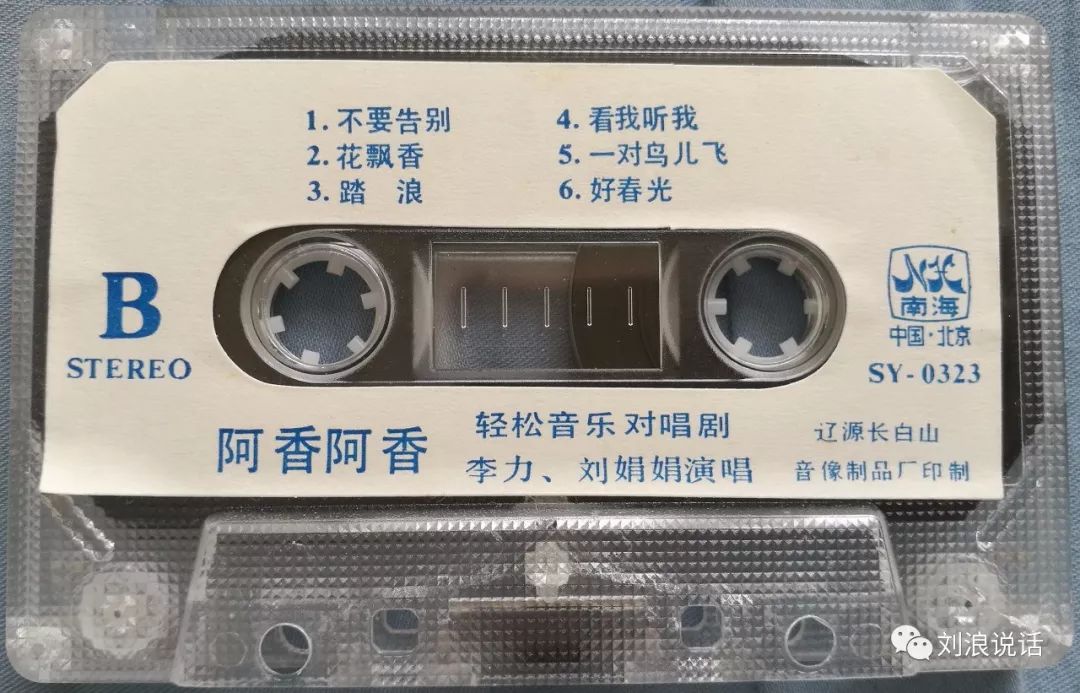 1. 不要告别
2. 花飘香
3. 踏 浪
4. 看我听我
5. 一对鸟儿飞
6. 好春光
B
STEREO
NH
南海
中国·北京
SY-0323
阿香阿香
轻松音乐对唱剧
李力、刘娟娟演唱
辽源长白山
音像制品厂印制
刘浪说话